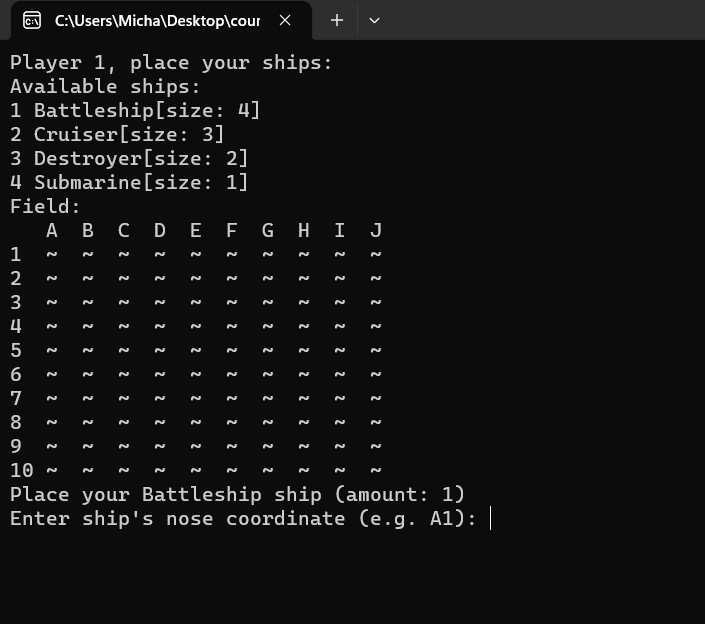 C:\Users\Micha\Desktop\cour
Player 1, place your ships:
Available ships:
1 Battleship[size: 4]
2 Cruiser[size: 3]
3 Destroyer[size: 2]
4 Submarine[size: 1]
Field:
   A  B  C  D  E  F  G  H  I  J
1  ~  ~  ~  ~  ~  ~  ~  ~  ~  ~
2  ~  ~  ~  ~  ~  ~  ~  ~  ~  ~
3  ~  ~  ~  ~  ~  ~  ~  ~  ~  ~
4  ~  ~  ~  ~  ~  ~  ~  ~  ~  ~
5  ~  ~  ~  ~  ~  ~  ~  ~  ~  ~
6  ~  ~  ~  ~  ~  ~  ~  ~  ~  ~
7  ~  ~  ~  ~  ~  ~  ~  ~  ~  ~
8  ~  ~  ~  ~  ~  ~  ~  ~  ~  ~
9  ~  ~  ~  ~  ~  ~  ~  ~  ~  ~
10 ~  ~  ~  ~  ~  ~  ~  ~  ~  ~
Place your Battleship ship (amount: 1)
Enter ship's nose coordinate (e.g. A1):